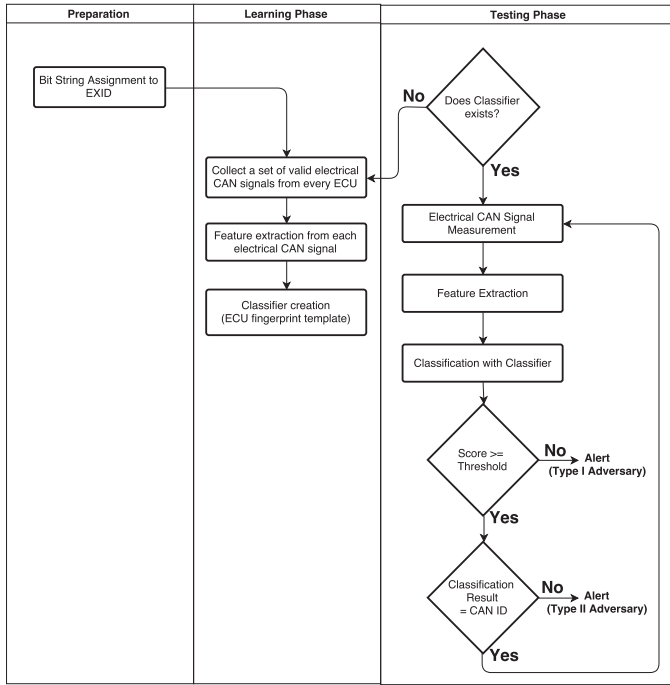 Preparation
Learning Phase
Testing Phase
Bit String Assignment to
EXID
Collect a set of valid electrical
CAN signals from every ECU
Feature extraction from each
electrical CAN signal
Classifier creation
(ECU fingerprint template)
Does Classifier
exists?
No
Yes
Electrical CAN Signal
Measurement
Feature Extraction
Classification with Classifier
Score >=
Threshold
No
Alert
(Type I Adversary)
Yes
Classification
Result
= CAN ID
No
Alert
(Type II Adversary)
Yes